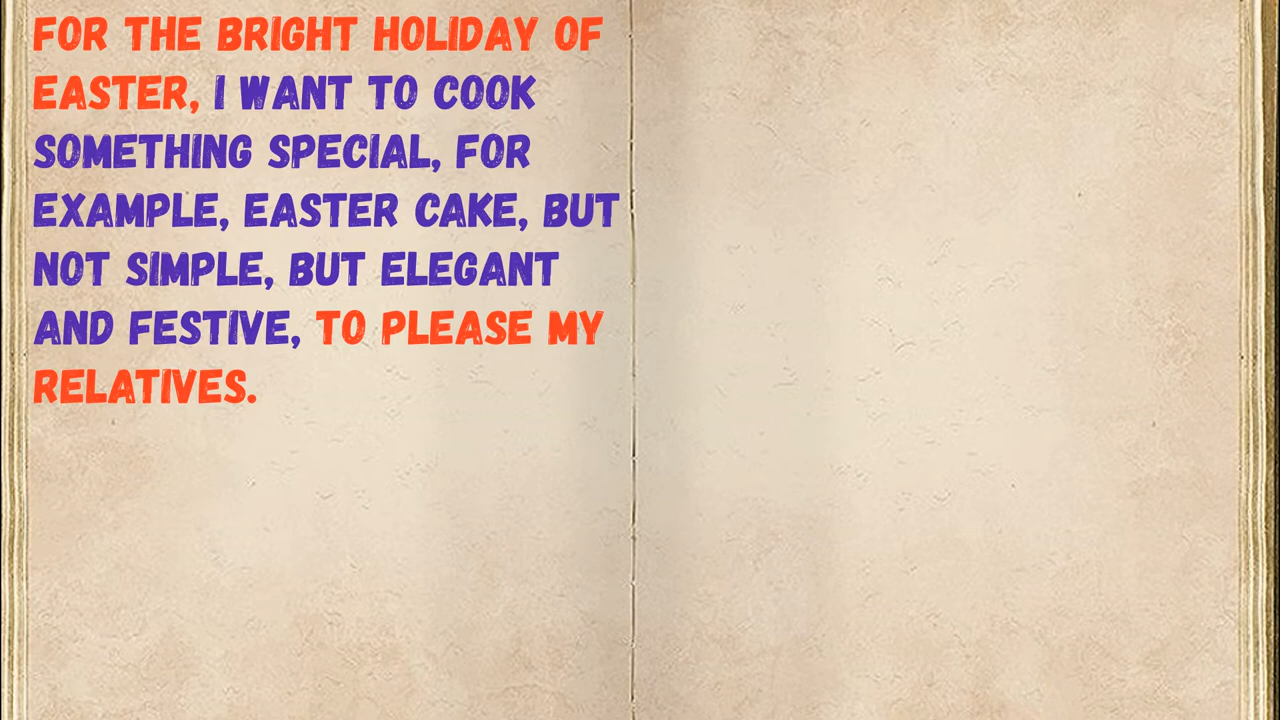 FOR THE BRIGHT HOLIDAY OF
EASTER, I WANT TO COOK
SOMETHING SPECIAL, FOR
EXAMPLE, EASTER CAKE, BUT
NOT SIMPLE, BUT ELEGANT
AND FESTIVE, TO PLEASE MY
RELATIVES.